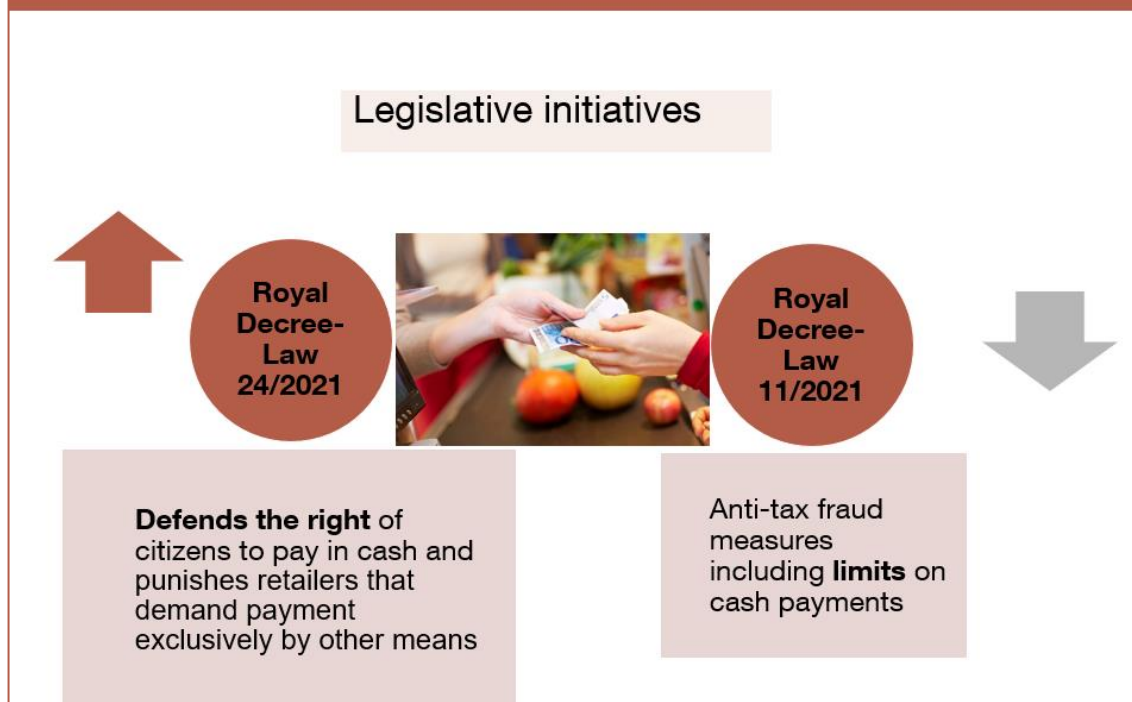 Legislative initiatives
Royal
Decree-
Law
24/2021
Royal
Decree-
Law
11/2021
Defends the right of
citizens to pay in cash and
punishes retailers that
demand payment
exclusively by other means
Anti-tax fraud
measures
including limits on
cash payments